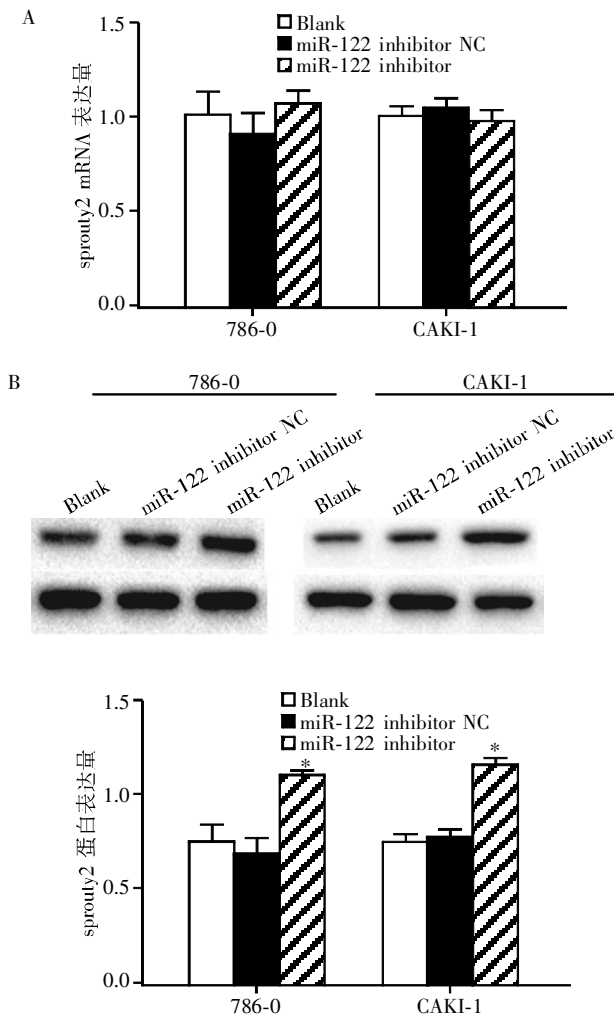 A
1.5
1.0
0.5
0.0
sprouty2 mRNA 表达量
Blank
miR-122 inhibitor NC
miR-122 inhibitor
786-0
CAKI-1
B
786-0
CAKI-1
Blank
miR-122 inhibitor NC
miR-122 inhibitor
Blank
miR-122 inhibitor NC
miR-122 inhibitor
1.5
1.0
0.5
0.0
sprouty2 蛋白表达量
Blank
miR-122 inhibitor NC
miR-122 inhibitor
*
*
786-0
CAKI-1